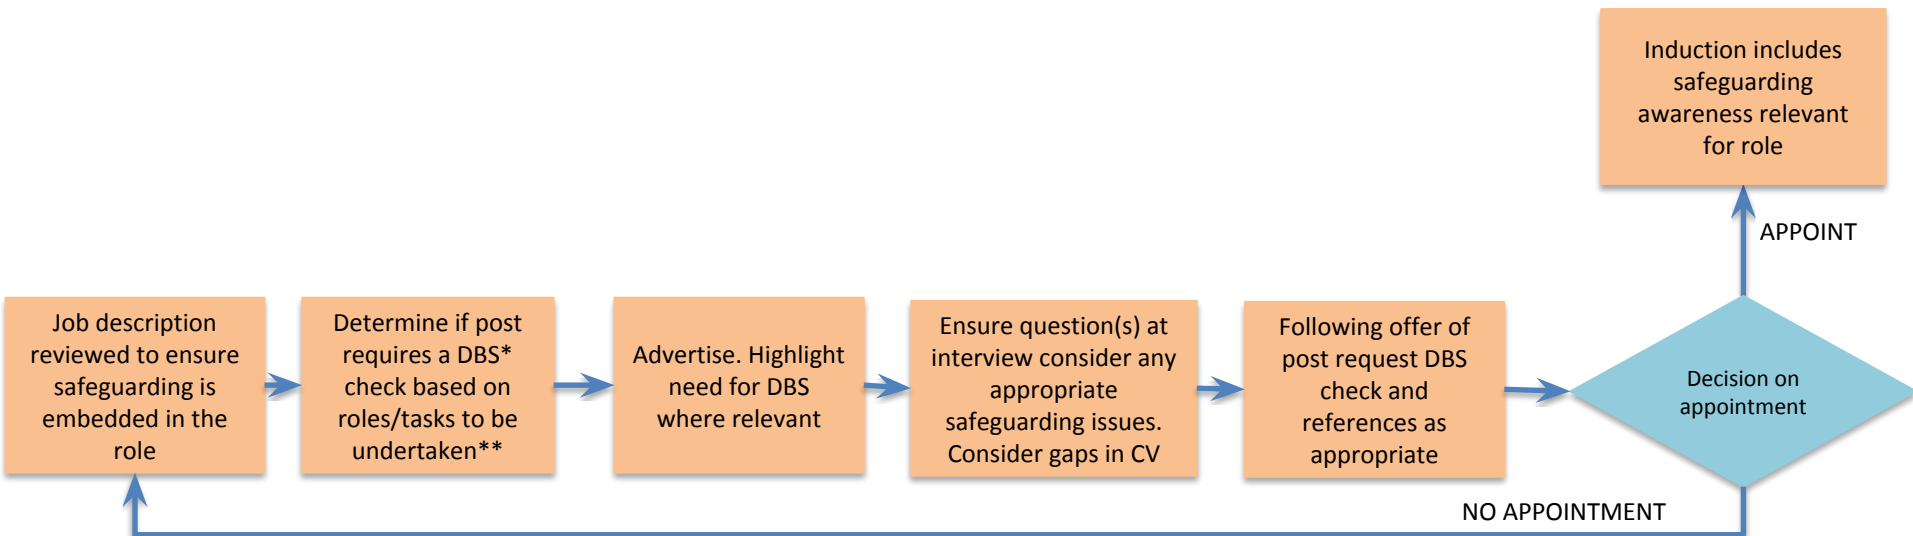 Induction includes
safeguarding
awareness relevant
for role
APPOINT
Job description
reviewed to ensure
safeguarding is
embedded in the
role
Determine if post
requires a DBS*
check based on
roles/tasks to be
undertaken**
Advertise. Highlight
need for DBS
where relevant
Ensure question(s) at
interview consider any
appropriate
safeguarding issues.
Consider gaps in CV
Following offer of
post request DBS
check and
references as
appropriate
Decision on
appointment
NO APPOINTMENT